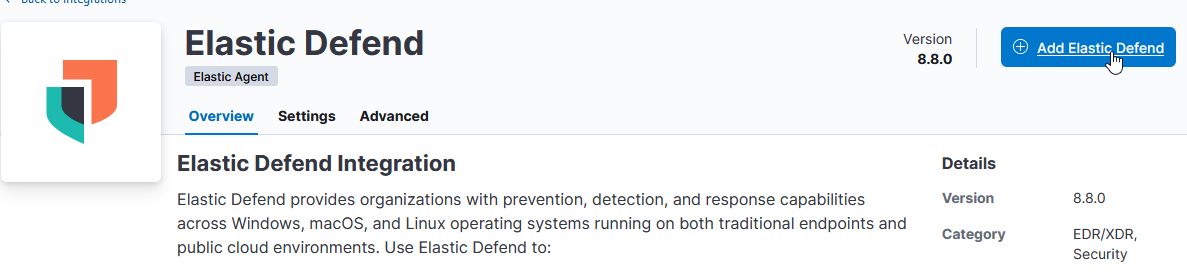 Back to integrations
Elastic Defend
Elastic Agent
Version
8.8.0
Add Elastic Defend
Overview Settings Advanced
Elastic Defend Integration
Elastic Defend provides organizations with prevention, detection, and response capabilities
across Windows, macOS, and Linux operating systems running on both traditional endpoints and
public cloud environments. Use Elastic Defend to:
Details
Version 8.8.0
Category EDR/XDR,
Security